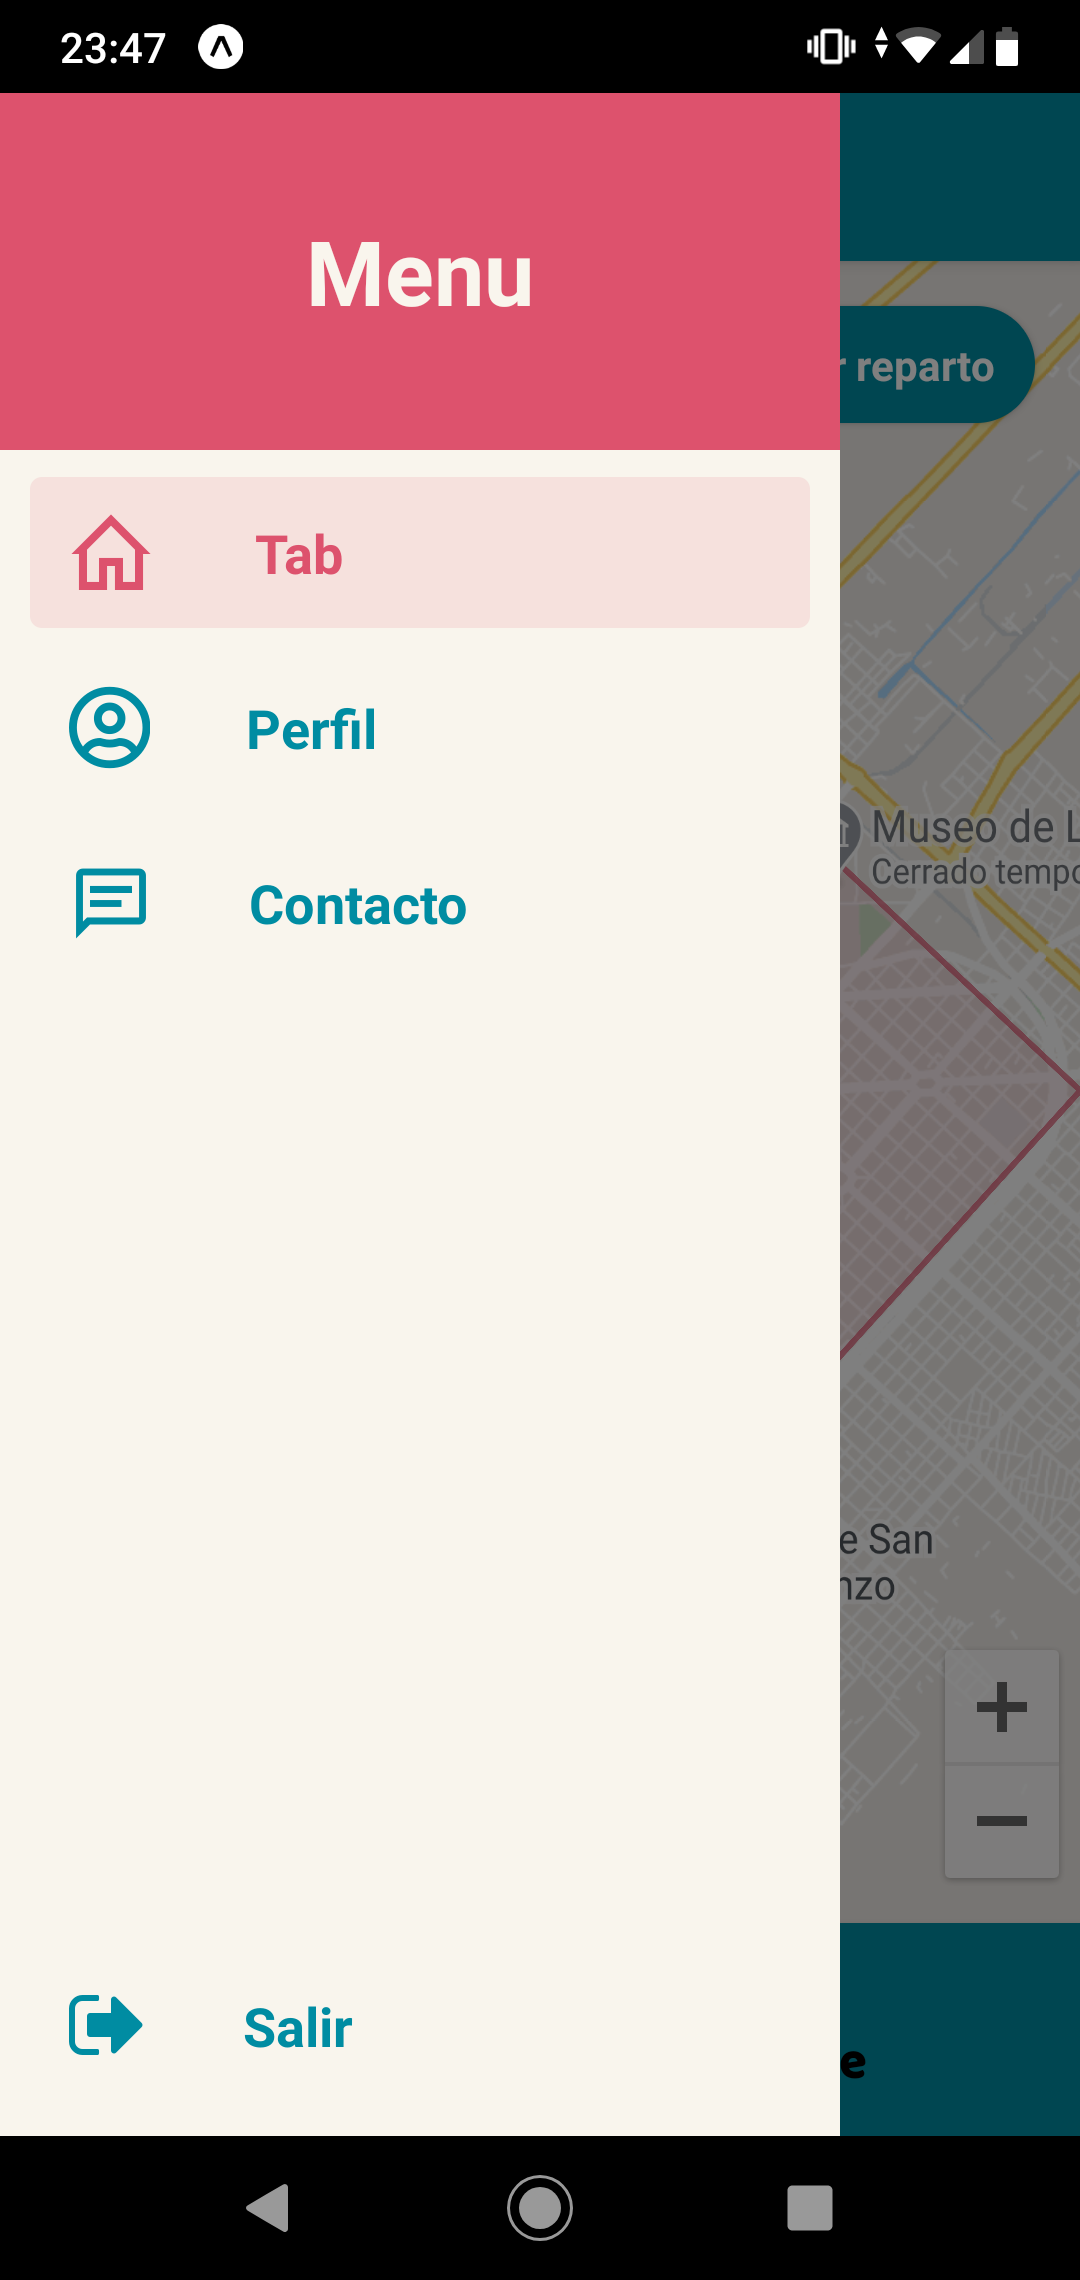 23:47
Menu
r reparto
Tab
Perfil
Museo de L
Cerrado tempo
Contacto
e San
nzo
Salir
e